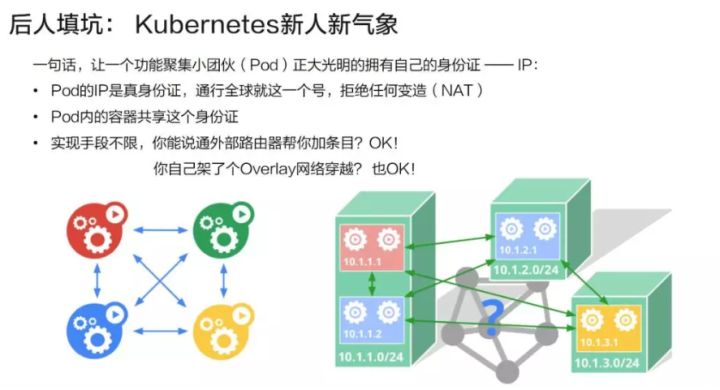 后人填坑： Kubernetes新人新气象
一句话，让一个功能聚集小团伙（Pod）正大光明的拥有自己的身份证 —— IP：
• Pod的IP是真身份证，通行全球就这一个号，拒绝任何变造（NAT）
• Pod内的容器共享这个身份证
• 实现手段不限，你能说通外部路由器帮你加条目？OK！
你自己架了个Overlay网络穿越？也OK！
10.1.1.1
10.1.1.2
10.1.1.0/24
10.1.2.1
10.1.2.0/24
?
10.1.3.1
10.1.3.0/24